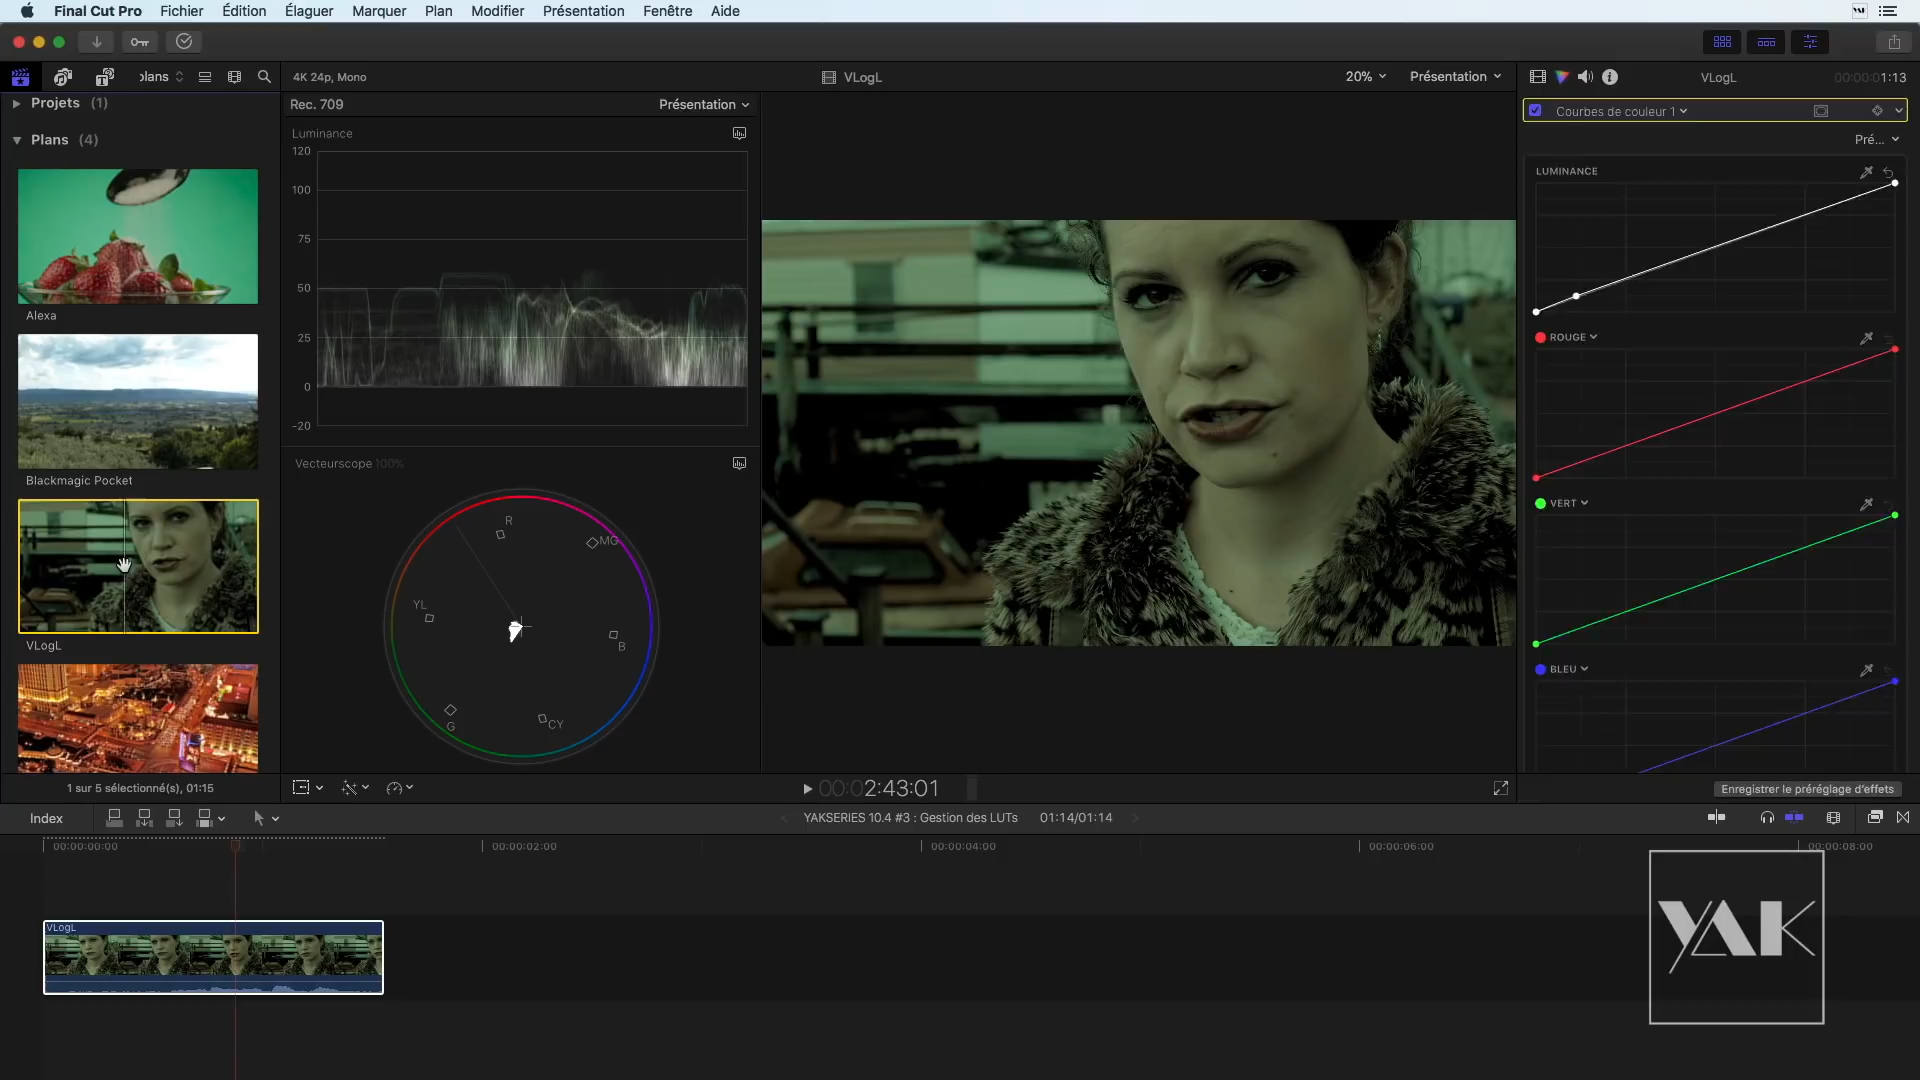 Final Cut Pro Fichier Édition Élaguer Marquer Plan Modifier Présentation Fenêtre Aide
plans
4K 24p, Mono
VLogL
20% Présentation
VLogL
00:00:01:13
Projets (1)
Plans (4)
Alexa
Blackmagic Pocket
VLogL
1 sur 5 sélectionné(s), 01:15
Rec. 709
Présentation
Luminance
120
100
75
50
25
0
-20
Vecteurscope 100%
R
MG
YL
B
G
CY
00:00:2:43:01
Courbes de couleur 1
Pré...
LUMINANCE
ROUGE
VERT
BLEU
Enregistrer le préréglage d'effets
Index
YAKSERIES 10.4 #3 : Gestion des LUTs 01:14/01:14
00:00:00:00 00:00:02:00 00:00:04:00 00:00:06:00 00:00:08:00
VLogL
YAK